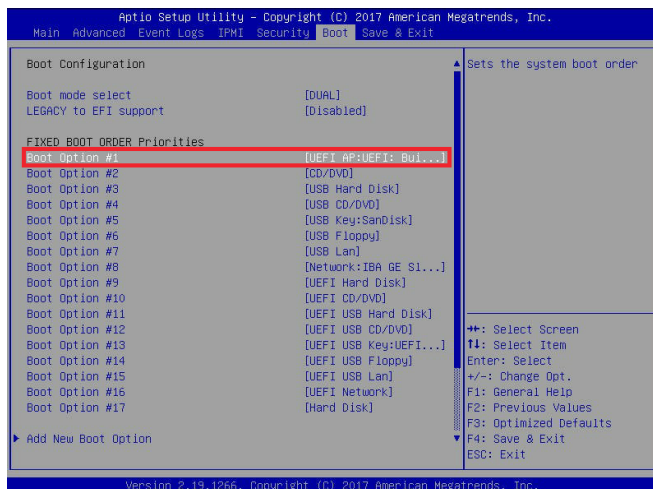 Aptio Setup Utility - Copyright (C) 2017 American Megatrends, Inc.
Main Advanced Event Logs IPMI Security Boot Save & Exit
Boot Configuration
Boot mode select [DUAL]
LEGACY to EFI support [Disabled]
FIXED BOOT ORDER Priorities
Boot Option #1 [UEFI AP:UEFI: Bui...]
Boot Option #2 [CD/DVD]
Boot Option #3 [USB Hard Disk]
Boot Option #4 [USB CD/DVD]
Boot Option #5 [USB Key:SanDisk]
Boot Option #6 [USB Floppy]
Boot Option #7 [USB Lan]
Boot Option #8 [Network:IBA GE Sl...]
Boot Option #9 [UEFI Hard Disk]
Boot Option #10 [UEFI CD/DVD]
Boot Option #11 [UEFI USB Hard Disk]
Boot Option #12 [UEFI USB CD/DVD]
Boot Option #13 [UEFI USB Key:UEFI...]
Boot Option #14 [UEFI USB Floppy]
Boot Option #15 [UEFI USB Lan]
Boot Option #16 [UEFI Network]
Boot Option #17 [Hard Disk]
Add New Boot Option
Sets the system boot order
→←: Select Screen
↑↓: Select Item
Enter: Select
+/-: Change Opt.
F1: General Help
F2: Previous Values
F3: Optimized Defaults
F4: Save & Exit
ESC: Exit
Version 2.19.1266. Copyright (C) 2017 American Megatrends, Inc.